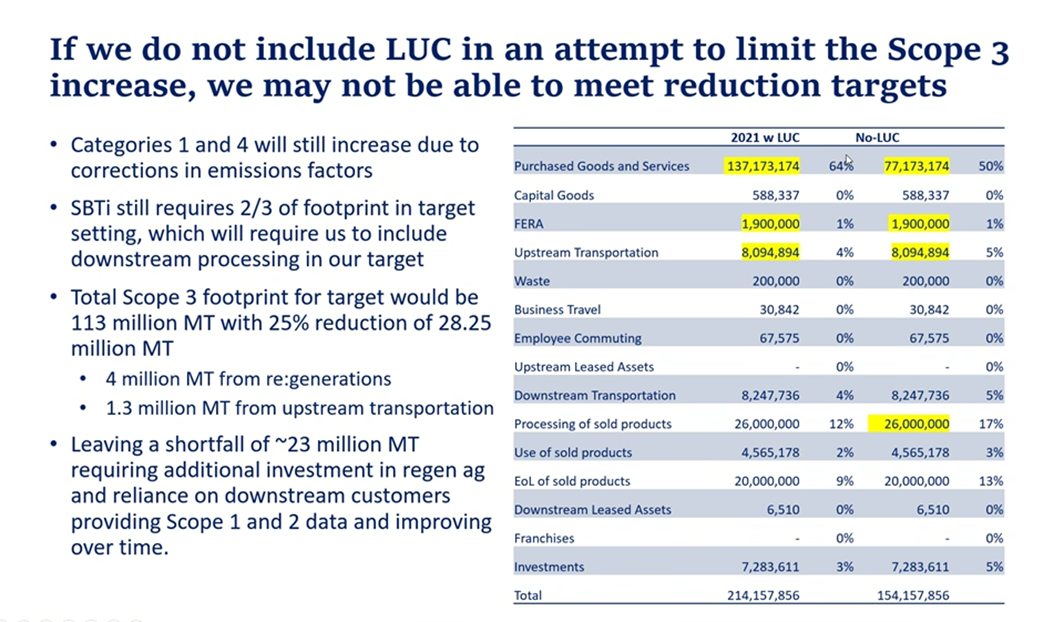 If we do not include LUC in an attempt to limit the Scope 3
increase, we may not be able to meet reduction targets
• Categories 1 and 4 will still increase due to
corrections in emissions factors
• SBTi still requires 2/3 of footprint in target
setting, which will require us to include
downstream processing in our target
• Total Scope 3 footprint for target would be
113 million MT with 25% reduction of 28.25
million MT
• 4 million MT from re:generations
• 1.3 million MT from upstream transportation
• Leaving a shortfall of ~23 million MT
requiring additional investment in regen ag
and reliance on downstream customers
providing Scope 1 and 2 data and improving
over time.
2021 w LUC No-LUC
Purchased Goods and Services 137,173,174 64% 77,173,174 50%
Capital Goods 588,337 0% 588,337 0%
FERA 1,900,000 1% 1,900,000 1%
Upstream Transportation 8,094,894 4% 8,094,894 5%
Waste 200,000 0% 200,000 0%
Business Travel 30,842 0% 30,842 0%
Employee Commuting 67,575 0% 67,575 0%
Upstream Leased Assets - 0% - 0%
Downstream Transportation 8,247,736 4% 8,247,736 5%
Processing of sold products 26,000,000 12% 26,000,000 17%
Use of sold products 4,565,178 2% 4,565,178 3%
EoL of sold products 20,000,000 9% 20,000,000 13%
Downstream Leased Assets 6,510 0% 6,510 0%
Franchises - 0% - 0%
Investments 7,283,611 3% 7,283,611 5%
Total 214,157,856 154,157,856